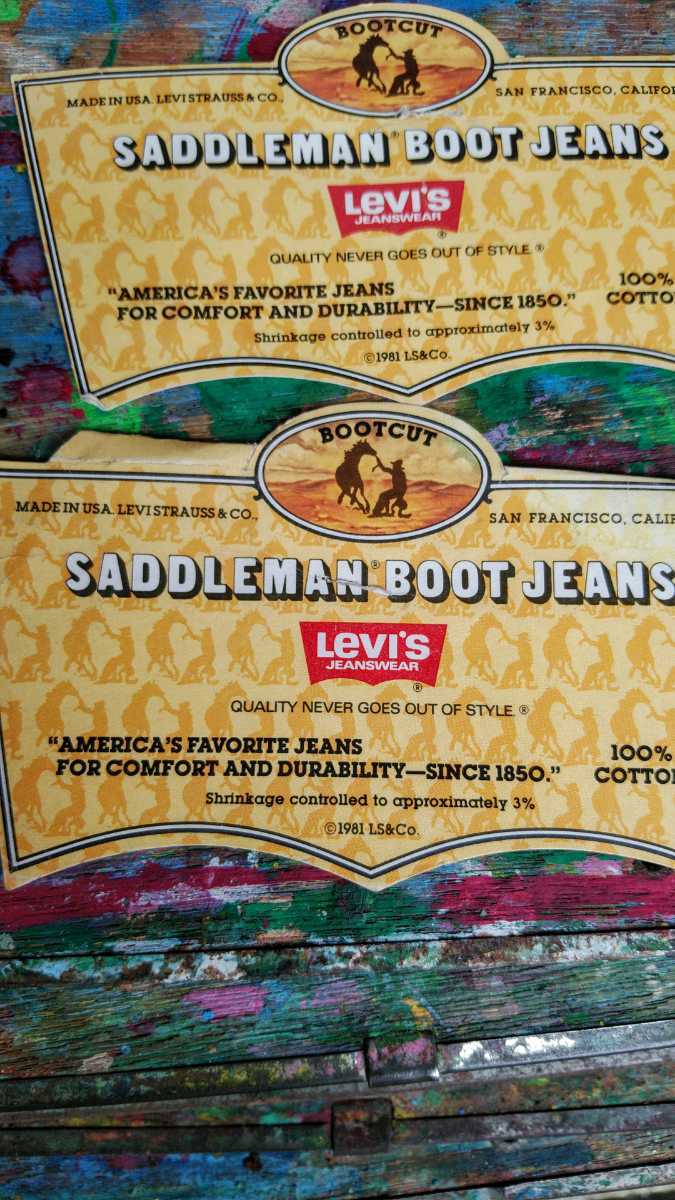 BOOTCUT
MADE IN USA. LEVI STRAUSS & CO., SAN FRANCISCO,
SADDLEMAN® BOOT JEANS
Levi's
JEANSWEAR
®
QUALITY NEVER GOES OUT OF STYLE.®
"AMERICA'S FAVORITE JEANS
FOR COMFORT AND DURABILITY—SINCE 1850."
100%
Shrinkage controlled to approximately 3%
©1981 LS&Co.
BOOTCUT
MADE IN USA. LEVI STRAUSS & CO., SAN FRANCISCO,
SADDLEMAN® BOOT JEANS
Levi's
JEANSWEAR
®
QUALITY NEVER GOES OUT OF STYLE.®
"AMERICA'S FAVORITE JEANS
FOR COMFORT AND DURABILITY—SINCE 1850."
100%
Shrinkage controlled to approximately 3%
©1981 LS&Co.